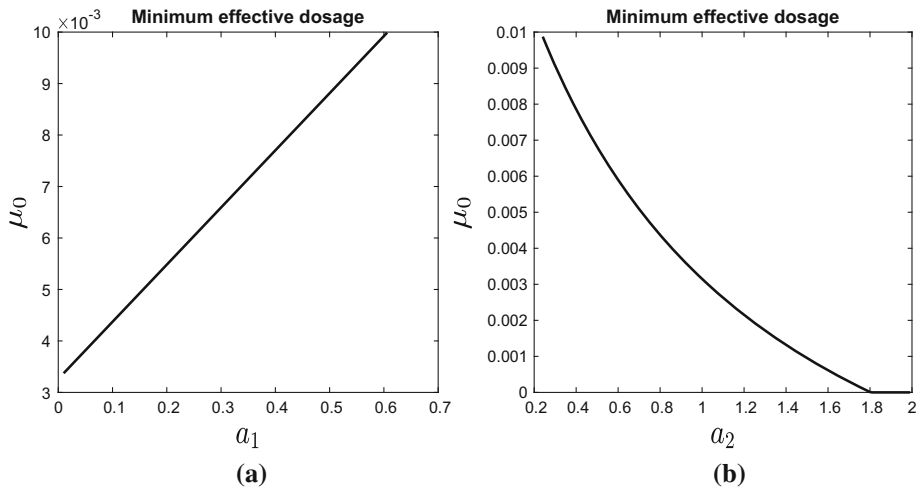 Minimum effective dosage
×10⁻³
10
9
8
7
6
5
4
3
μ₀
0 0.1 0.2 0.3 0.4 0.5 0.6 0.7
a₁
(a)
Minimum effective dosage
0.01
0.009
0.008
0.007
0.006
0.005
0.004
0.003
0.002
0.001
0
μ₀
0.2 0.4 0.6 0.8 1 1.2 1.4 1.6 1.8 2
a₂
(b)